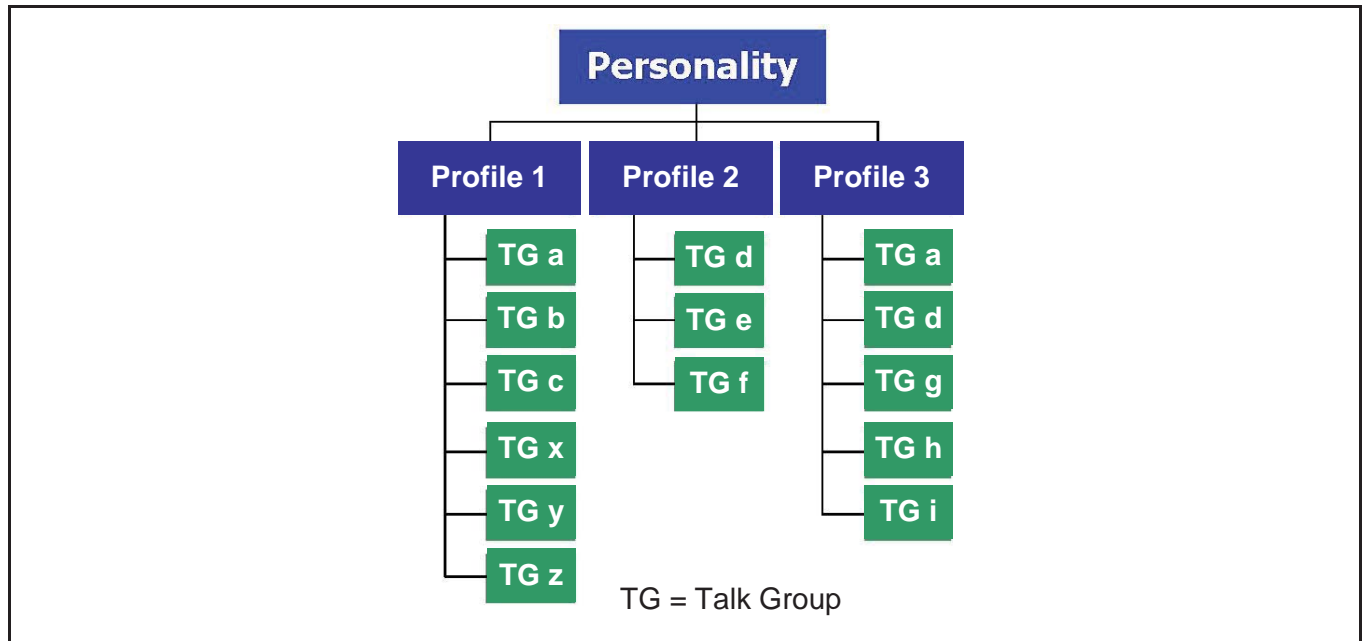 Personality
Profile 1
Profile 2
Profile 3
TG a
TG b
TG c
TG x
TG y
TG z
TG d
TG e
TG f
TG a
TG d
TG g
TG h
TG i
TG = Talk Group